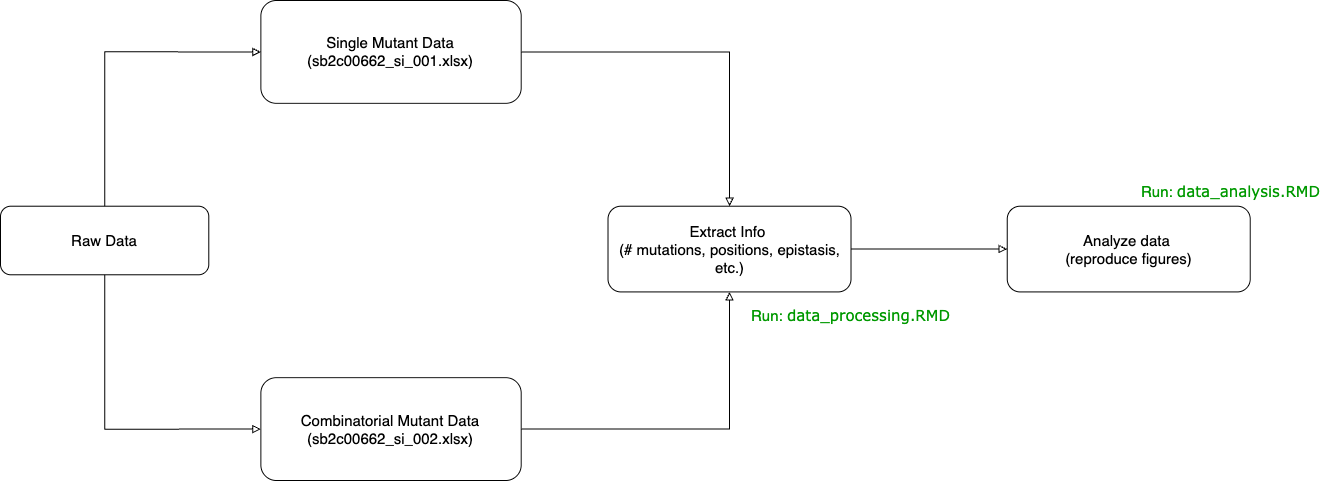 Single Mutant Data
(sb2c00662_si_001.xlsx)
Run: data_analysis.RMD
Raw Data
Extract Info
(# mutations, positions, epistasis,
etc.)
Analyze data
(reproduce figures)
Run: data_processing.RMD
Combinatorial Mutant Data
(sb2c00662_si_002.xlsx)